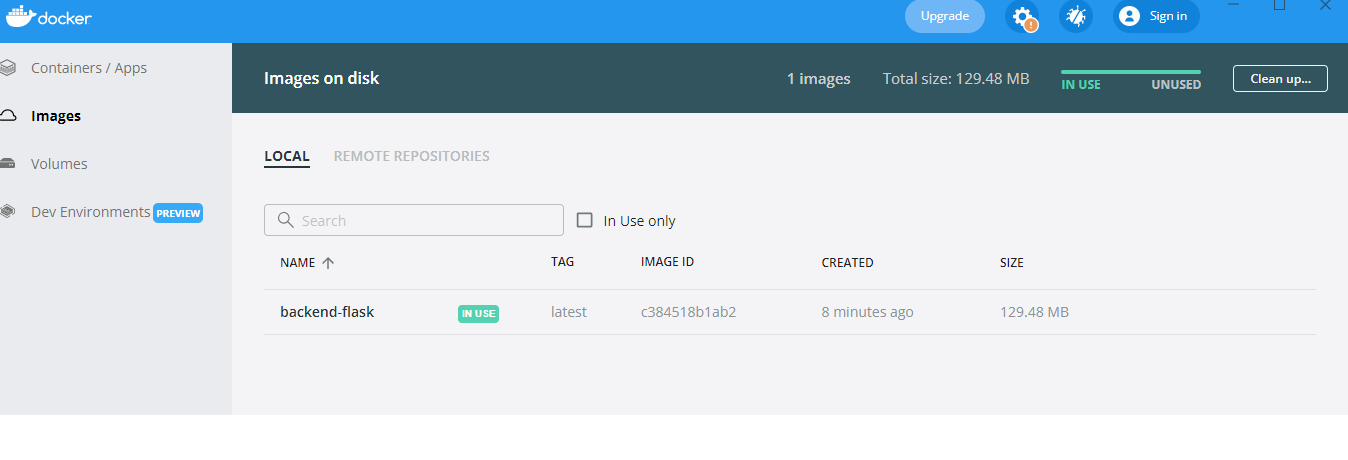 docker
Upgrade
!
Sign in
Containers / Apps
Images
Volumes
Dev Environments PREVIEW
Images on disk
1 images
Total size: 129.48 MB
IN USE
UNUSED
Clean up...
LOCAL
REMOTE REPOSITORIES
Search
In Use only
NAME TAG IMAGE ID CREATED SIZE
backend-flask IN USE latest c384518b1ab2 8 minutes ago 129.48 MB